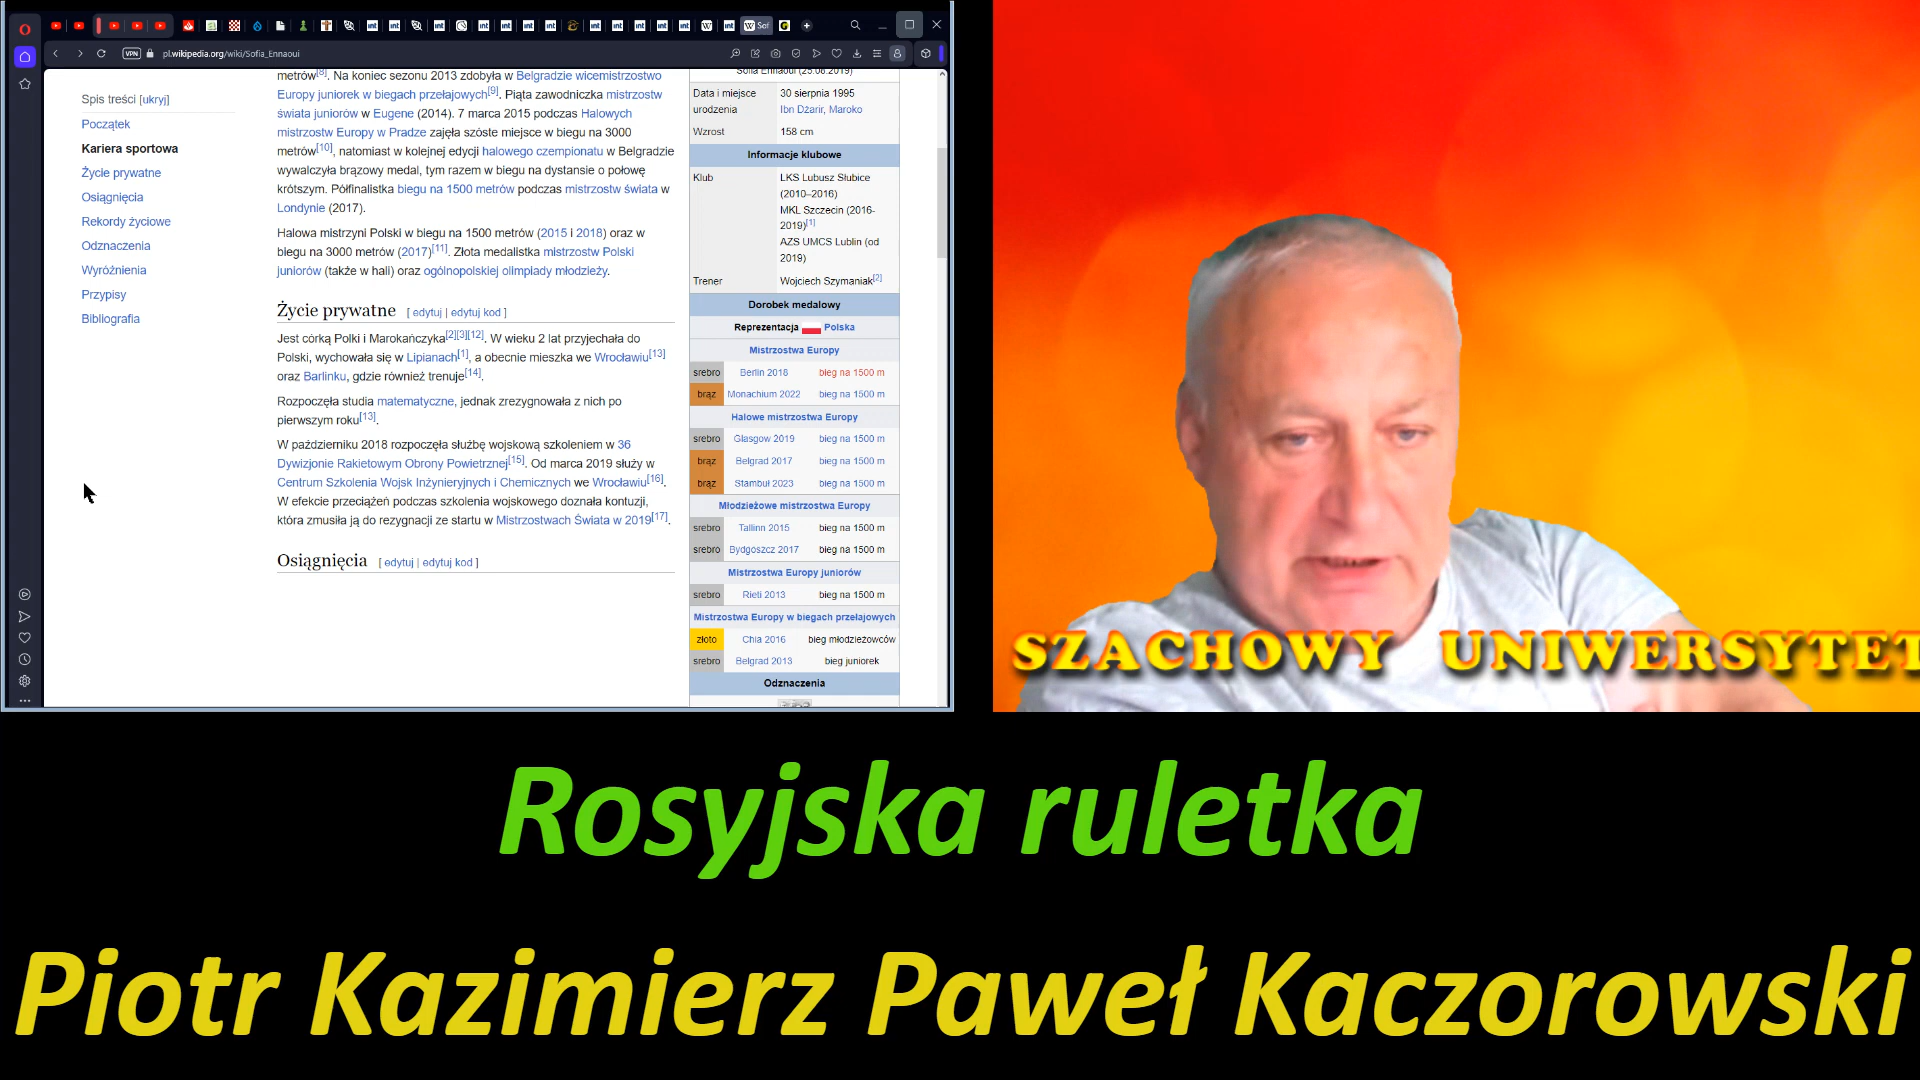 Sof
VPN
pl.wikipedia.org/wiki/Sofia_Ennaoui
Spis treści [ukryj]
Początek
Kariera sportowa
Życie prywatne
Osiągnięcia
Rekordy życiowe
Odznaczenia
Wyróżnienia
Przypisy
Bibliografia
metrów[8]. Na koniec sezonu 2013 zdobyła w Belgradzie wicemistrzostwo
Europy juniorek w biegach przełajowych[9]. Piąta zawodniczka mistrzostw
świata juniorów w Eugene (2014). 7 marca 2015 podczas Halowych
mistrzostw Europy w Pradze zajęła szóste miejsce w biegu na 3000
metrów[10], natomiast w kolejnej edycji halowego czempionatu w Belgradzie
wywalczyła brązowy medal, tym razem w biegu na dystansie o połowę
krótszym. Półfinalistka biegu na 1500 metrów podczas mistrzostw świata w
Londynie (2017).
Halowa mistrzyni Polski w biegu na 1500 metrów (2015 i 2018) oraz w
biegu na 3000 metrów (2017)[11]. Złota medalistka mistrzostw Polski
juniorów (także w hali) oraz ogólnopolskiej olimpiady młodzieży.
Życie prywatne [ edytuj | edytuj kod ]
Jest córką Polki i Marokańczyka[2][3][12]. W wieku 2 lat przyjechała do
Polski, wychowała się w Lipianach[1], a obecnie mieszka we Wrocławiu[13]
oraz Barlinku, gdzie również trenuje[14].
Rozpoczęła studia matematyczne, jednak zrezygnowała z nich po
pierwszym roku[13].
W październiku 2018 rozpoczęła służbę wojskową szkoleniem w 36
Dywizjonie Rakietowym Obrony Powietrznej[15]. Od marca 2019 służy w
Centrum Szkolenia Wojsk Inżynieryjnych i Chemicznych we Wrocławiu[16].
W efekcie przeciążeń podczas szkolenia wojskowego doznała kontuzji,
która zmusiła ją do rezygnacji ze startu w Mistrzostwach Świata w 2019[17].
Osiągnięcia [ edytuj | edytuj kod ]
Sofia Ennaoui (25.06.2019)
Data i miejsce urodzenia 30 sierpnia 1995
Ibn Dżarir, Maroko
Wzrost 158 cm
Informacje klubowe
Klub LKS Lubusz Słubice
(2010–2016)
MKL Szczecin (2016-
2019)[1]
AZS UMCS Lublin (od
2019)
Trener Wojciech Szymaniak[2]
Dorobek medalowy
Reprezentacja Polska
Mistrzostwa Europy
srebro Berlin 2018 bieg na 1500 m
brąz Monachium 2022 bieg na 1500 m
Halowe mistrzostwa Europy
srebro Glasgow 2019 bieg na 1500 m
brąz Belgrad 2017 bieg na 1500 m
brąz Stambuł 2023 bieg na 1500 m
Młodzieżowe mistrzostwa Europy
srebro Tallinn 2015 bieg na 1500 m
srebro Bydgoszcz 2017 bieg na 1500 m
Mistrzostwa Europy juniorów
srebro Rieti 2013 bieg na 1500 m
Mistrzostwa Europy w biegach przełajowych
złoto Chia 2016 bieg młodzieżowców
srebro Belgrad 2013 bieg juniorek
Odznaczenia
SZACHOWY UNIWERSYTET
Rosyjska ruletka
Piotr Kazimierz Paweł Kaczorowski